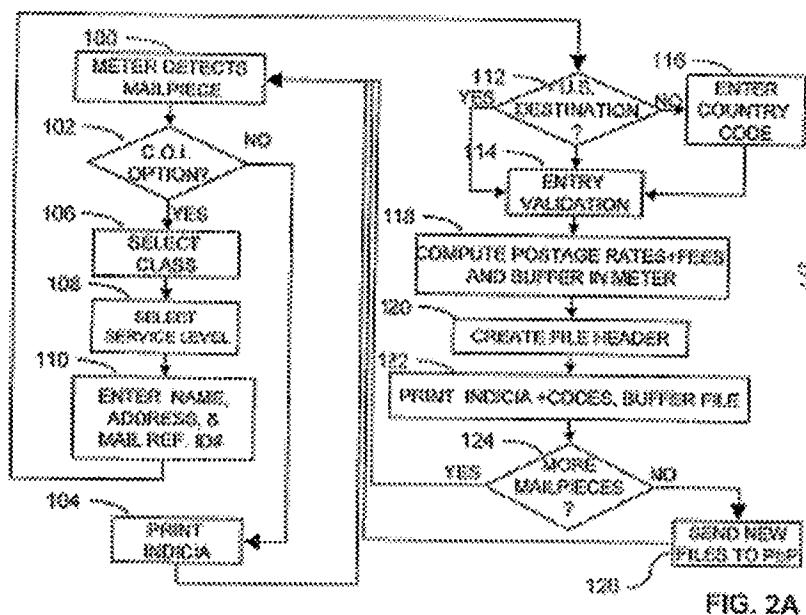 100
METER DETECTS
MAILPIECE
102
C.O.I.
OPTION?
NO
YES
106
SELECT
CLASS
108
SELECT
SERVICE LEVEL
110
ENTER NAME,
ADDRESS, &
MAIL REF. ID#
104
PRINT
INDICIA
112
U.S.
DESTINATION
?
YES
NO
116
ENTER
COUNTRY
CODE
114
ENTRY
VALIDATION
118
COMPUTE POSTAGE RATES+FEES
AND BUFFER IN METER
120
CREATE FILE HEADER
122
PRINT INDICIA +CODES, BUFFER FILE
124
MORE
MAILPIECES
?
YES
NO
SEND NEW
FILES TO
126
FIG. 2A